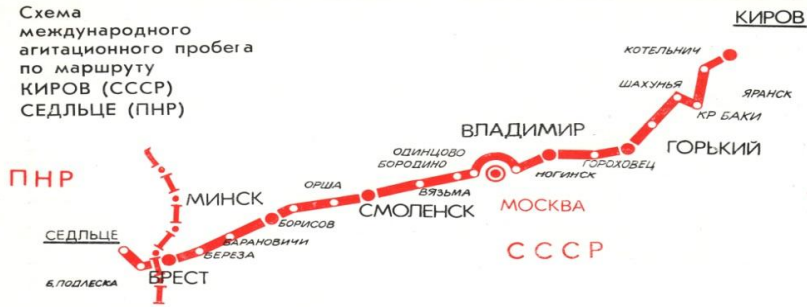 Схема
международного
агитационного пробега
по маршруту
КИРОВ (СССР)
СЕДЛЬЦЕ (ПНР)
КИРОВ
КОТЕЛЬНИЧ
ШАХУНЬЯ
ЯРАНСК
КР БАКИ
ВЛАДИМИР
ГОРЬКИЙ
ОДИНЦОВО
БОРОДИНО
ГОРОХОВЕЦ
НОГИНСК
ПНР
МИНСК
ОРША
ВЯЗЬМА
СМОЛЕНСК
МОСКВА
БОРИСОВ
СЕДЛЬЦЕ
БАРАНОВИЧИ
БЕРЕЗА
СССР
БРЕСТ
Б.ПОДЛЕСКА